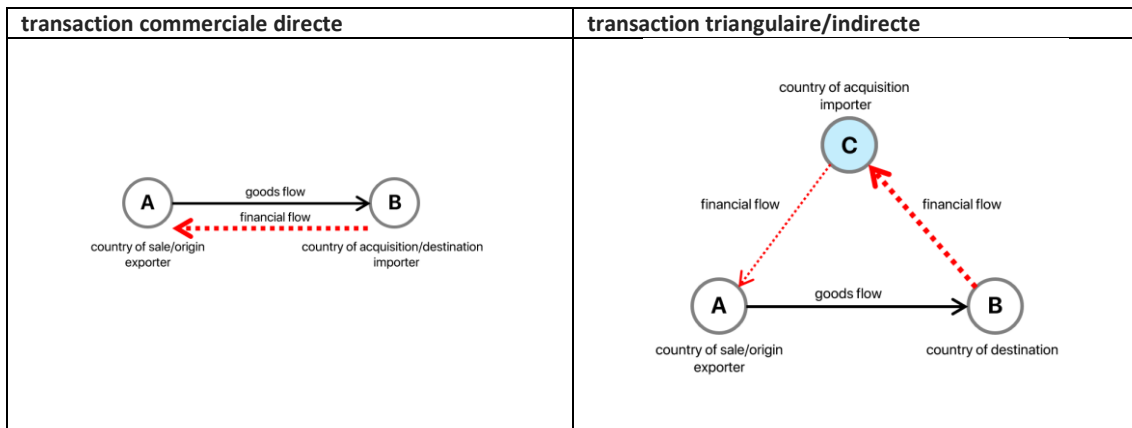 transaction commerciale directe
transaction triangulaire/indirecte
A
goods flow
financial flow
B
country of sale/origin
exporter
country of acquisition/destination
importer
country of acquisition
importer
C
financial flow
financial flow
A
goods flow
B
country of sale/origin
exporter
country of destination